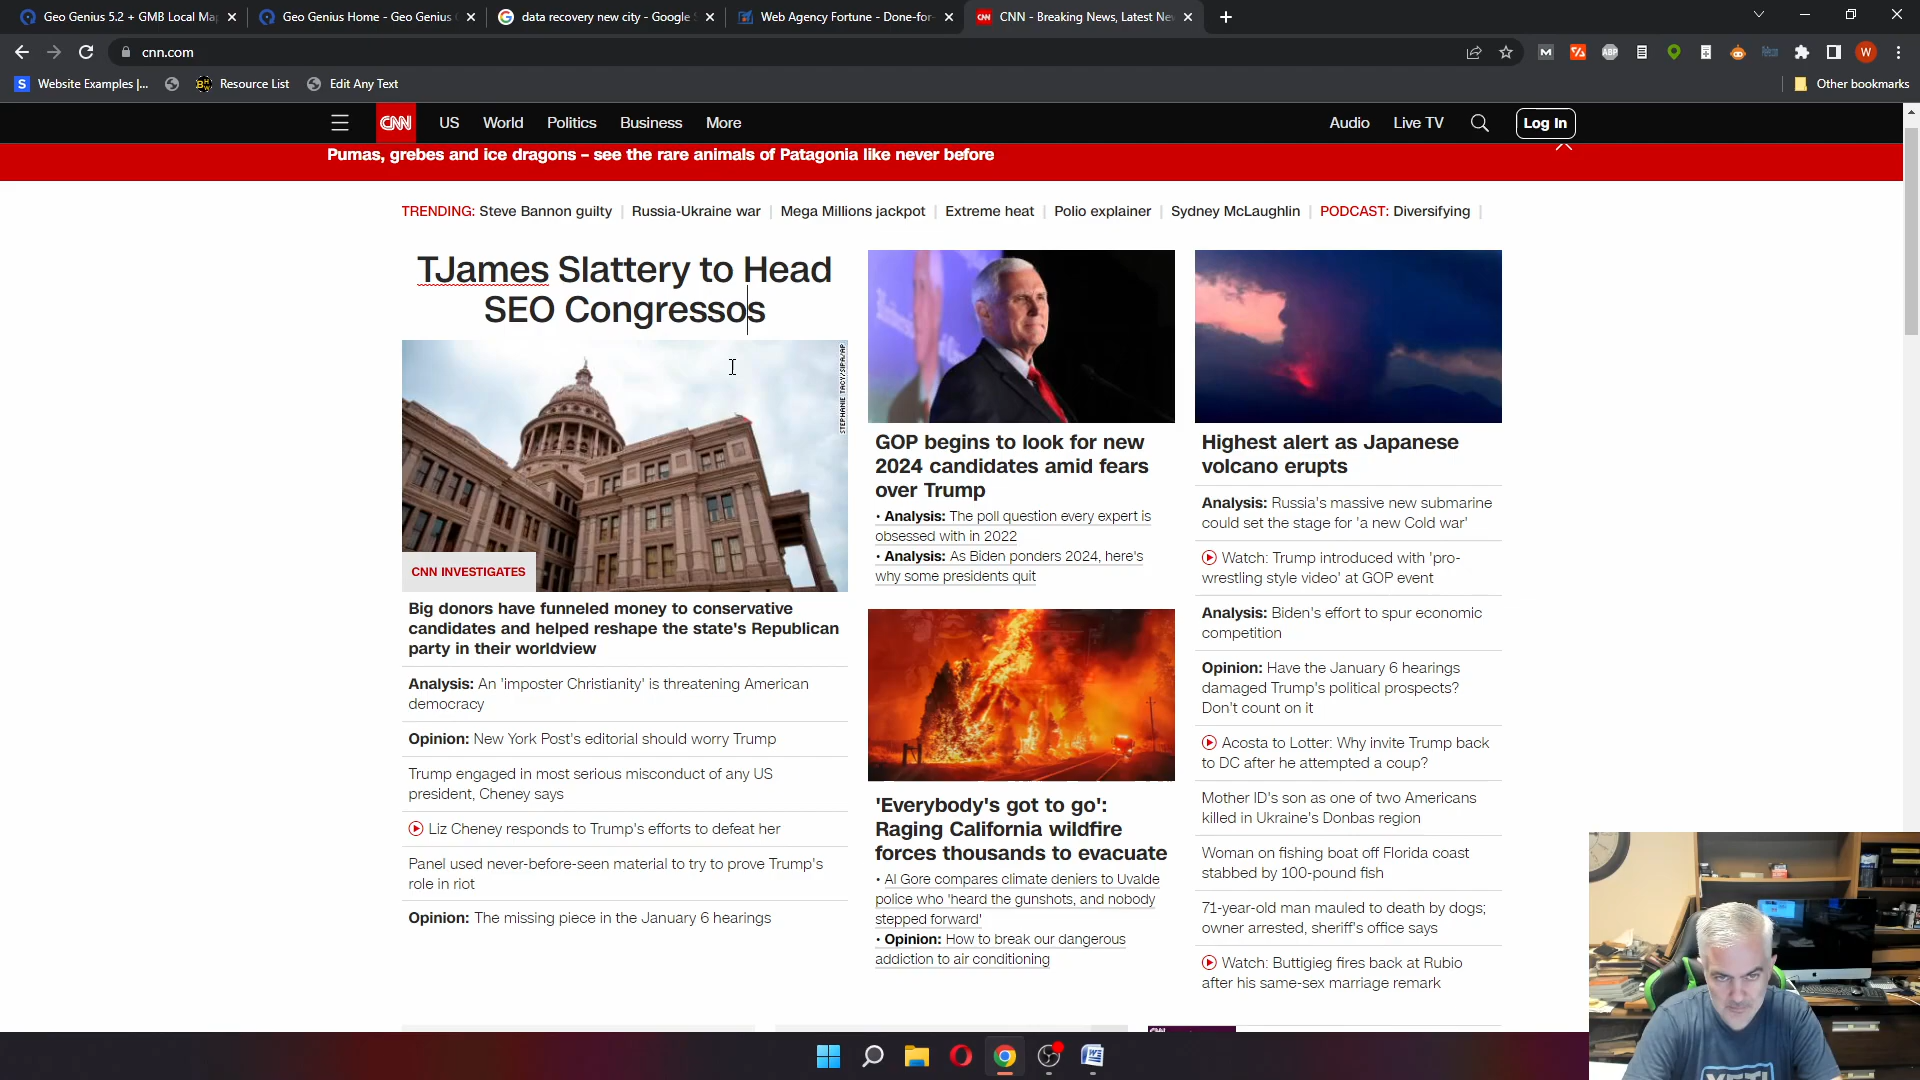 Geo Genius 5.2 + GMB Local Ma
Geo Genius Home - Geo Genius
data recovery new city - Google
Web Agency Fortune - Done-for-
CNN - Breaking News, Latest Ne
cnn.com
Website Examples |...
Resource List
Edit Any Text
Other bookmarks
CNN
US
World
Politics
Business
More
Audio
Live TV
Log In
Pumas, grebes and ice dragons – see the rare animals of Patagonia like never before
TRENDING: Steve Bannon guilty | Russia-Ukraine war | Mega Millions jackpot | Extreme heat | Polio explainer | Sydney McLaughlin | PODCAST: Diversifying |
TJames Slattery to Head
SEO Congressos
STEPHANIE TACY/SIPA/AP
CNN INVESTIGATES
Big donors have funneled money to conservative
candidates and helped reshape the state's Republican
party in their worldview
Analysis: An 'imposter Christianity' is threatening American
democracy
Opinion: New York Post's editorial should worry Trump
Trump engaged in most serious misconduct of any US
president, Cheney says
Liz Cheney responds to Trump's efforts to defeat her
Panel used never-before-seen material to try to prove Trump's
role in riot
Opinion: The missing piece in the January 6 hearings
GOP begins to look for new
2024 candidates amid fears
over Trump
• Analysis: The poll question every expert is
obsessed with in 2022
• Analysis: As Biden ponders 2024, here's
why some presidents quit
'Everybody's got to go':
Raging California wildfire
forces thousands to evacuate
• Al Gore compares climate deniers to Uvalde
police who 'heard the gunshots, and nobody
stepped forward'
• Opinion: How to break our dangerous
addiction to air conditioning
Highest alert as Japanese
volcano erupts
Analysis: Russia's massive new submarine
could set the stage for 'a new Cold war'
Watch: Trump introduced with 'pro-
wrestling style video' at GOP event
Analysis: Biden's effort to spur economic
competition
Opinion: Have the January 6 hearings
damaged Trump's political prospects?
Don't count on it
Acosta to Lotter: Why invite Trump back
to DC after he attempted a coup?
Mother ID's son as one of two Americans
killed in Ukraine's Donbas region
Woman on fishing boat off Florida coast
stabbed by 100-pound fish
71-year-old man mauled to death by dogs;
owner arrested, sheriff's office says
Watch: Buttigieg fires back at Rubio
after his same-sex marriage remark
YETI